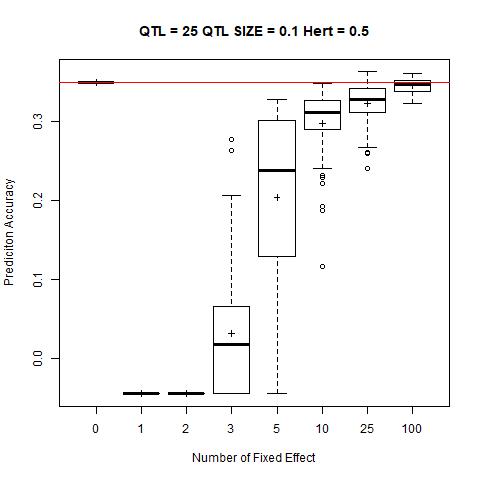 QTL = 25 QTL SIZE = 0.1 Hert = 0.5
Prediciton Accuracy
0.3
0.2
0.1
0.0
0 1 2 3 5 10 25 100
Number of Fixed Effect